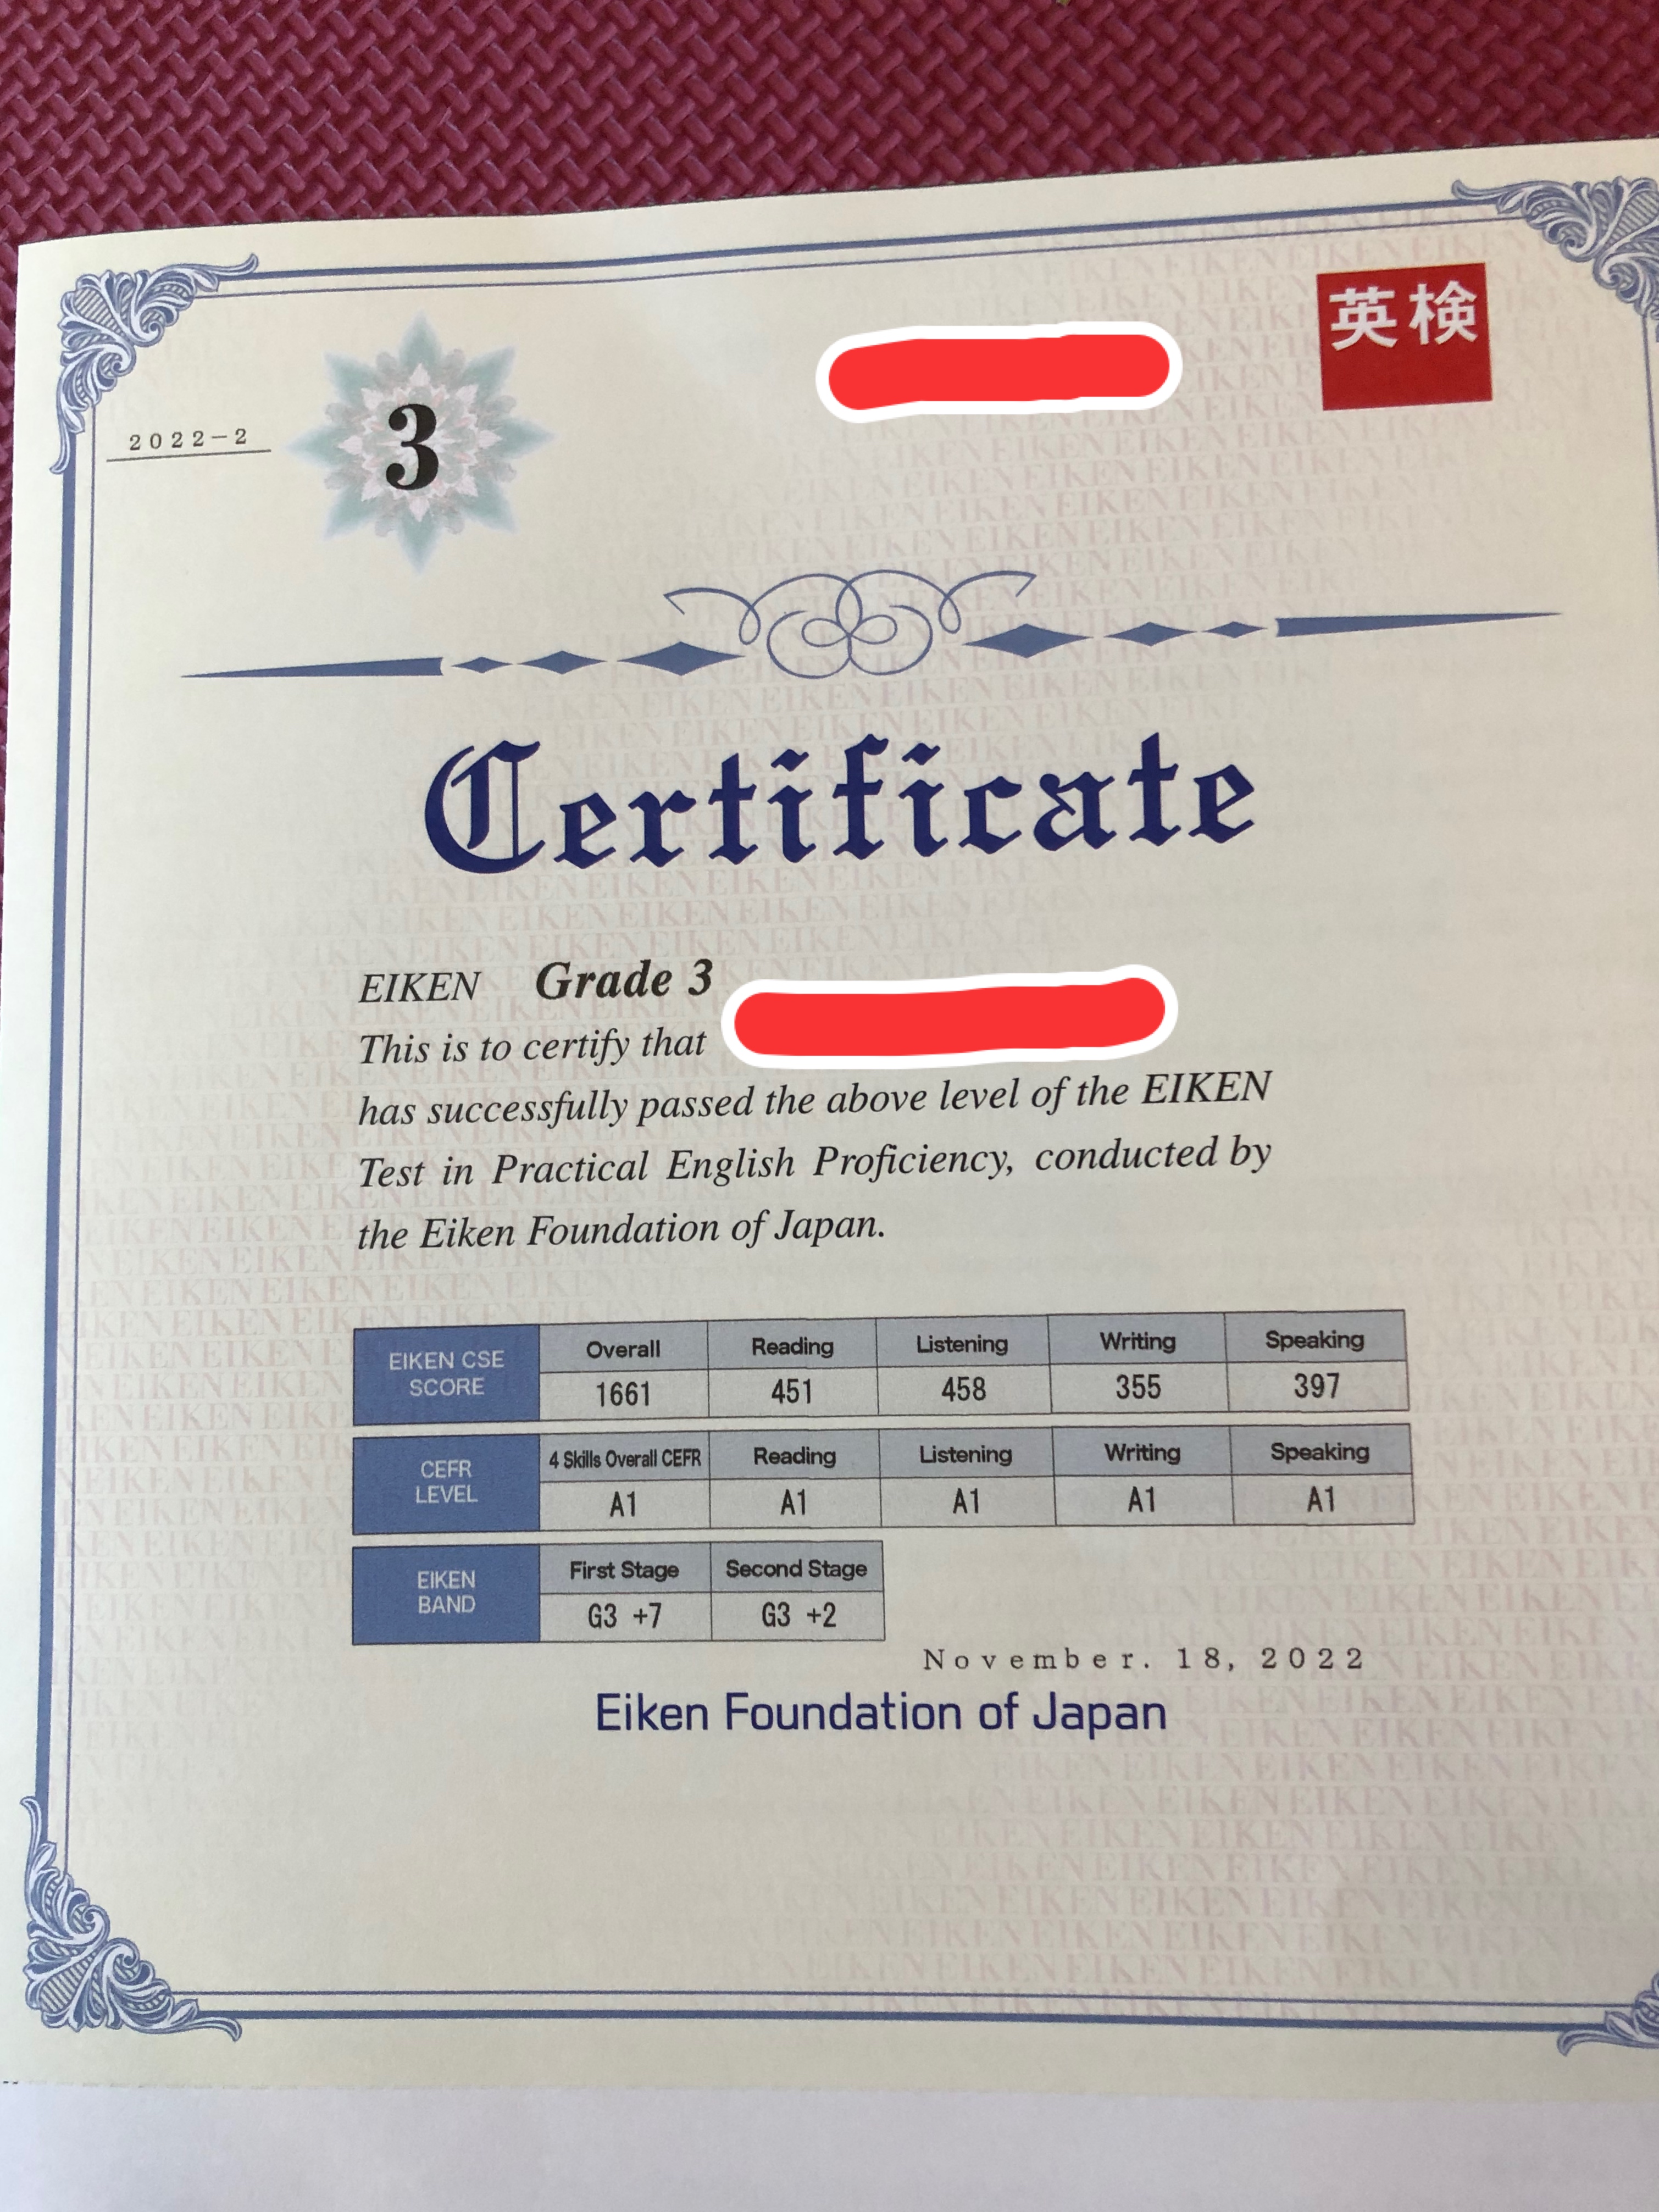 英検
2022-2
3
Certificate
EIKEN Grade 3
This is to certify that
has successfully passed the above level of the EIKEN
Test in Practical English Proficiency, conducted by
the Eiken Foundation of Japan.
EIKEN CSE SCORE
Overall Reading Listening Writing Speaking
1661 451 458 355 397
CEFR LEVEL
4 Skills Overall CEFR Reading Listening Writing Speaking
A1 A1 A1 A1 A1
EIKEN BAND
First Stage Second Stage
G3 +7 G3 +2
November. 18, 2022
Eiken Foundation of Japan